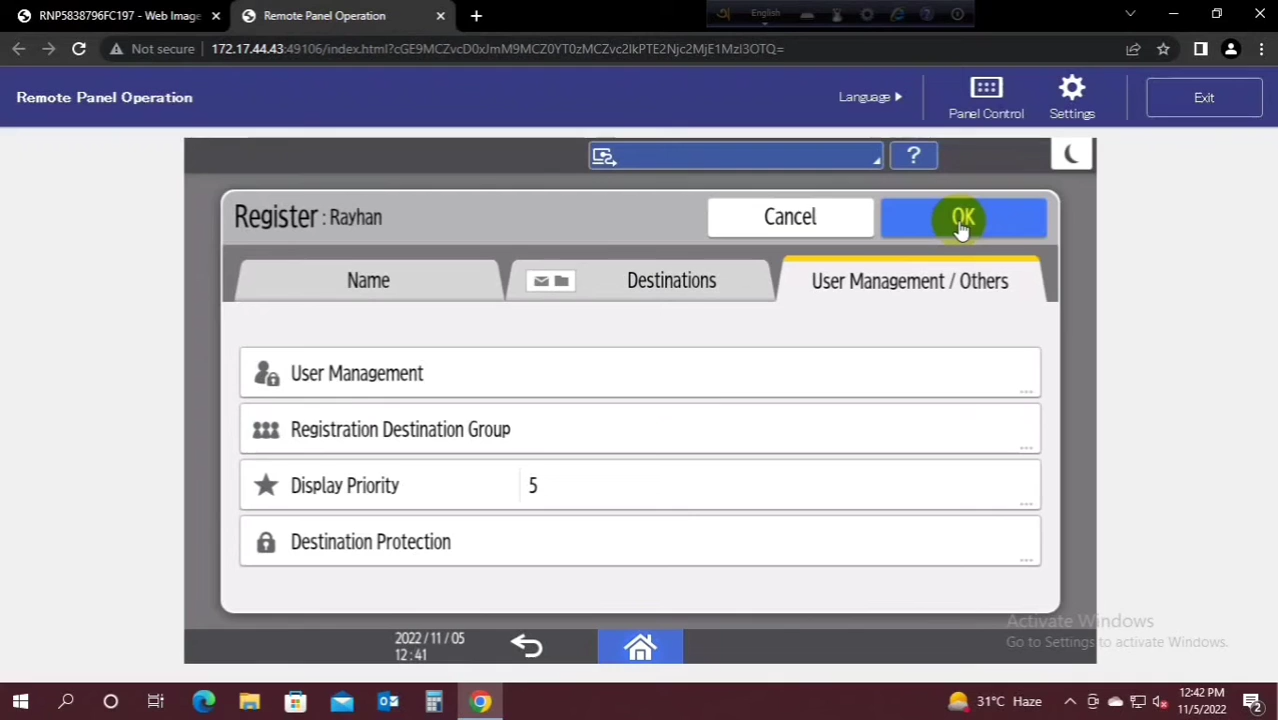 RNP5838796FC197 - Web Image
Remote Panel Operation
English
Not secure
172.17.44.43:49106/index.html?cGE9MCZvcD0xJmM9MCZ0YT0zMCZvc2lkPTE2Njc2MjE1MzI3OTQ=
Remote Panel Operation
Language
Panel Control
Settings
Exit
?
Register : Rayhan
Cancel
OK
Name
Destinations
User Management / Others
User Management
...
Registration Destination Group
...
Display Priority
5
...
Destination Protection
...
Activate Windows
Go to Settings to activate Windows.
2022 / 11 / 05
12 : 41
31°C Haze
12:42 PM
11/5/2022
2